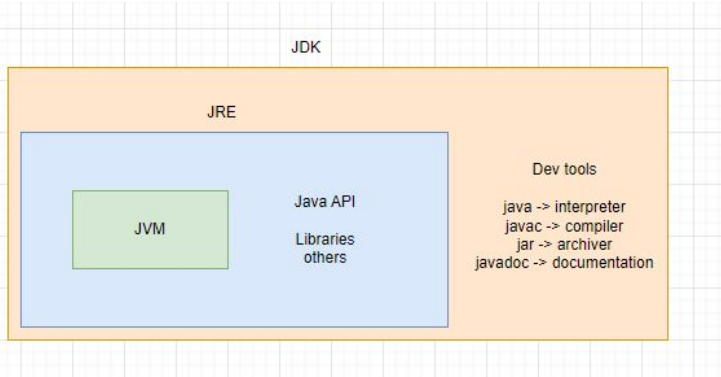 JDK
JRE
JVM
Java API
Libraries
others
Dev tools
java -> interpreter
javac -> compiler
jar -> archiver
javadoc -> documentation